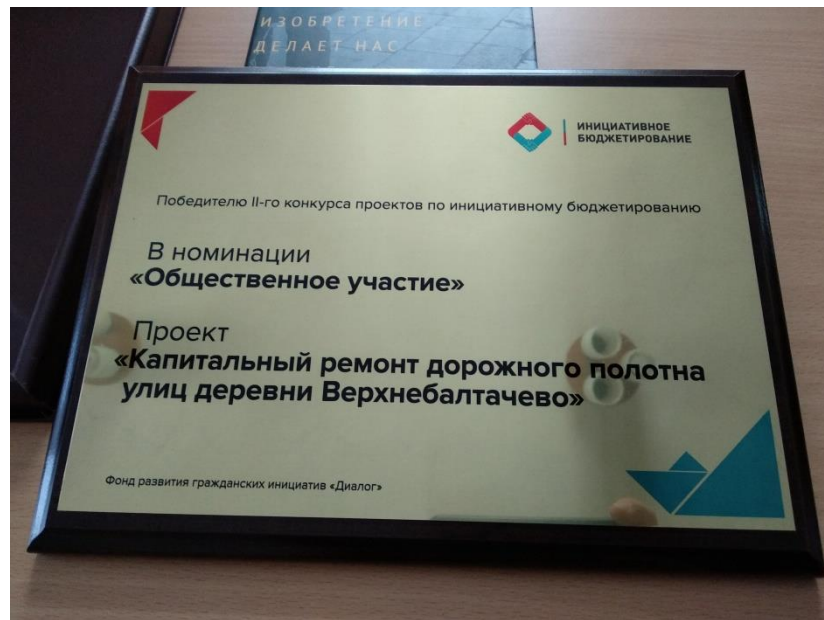 ИЗОБРЕТЕНИЕ
ДЕЛАЕТ НАС
ИНИЦИАТИВНОЕ
БЮДЖЕТИРОВАНИЕ
Победителю II-го конкурса проектов по инициативному бюджетированию
В номинации
«Общественное участие»
Проект
«Капитальный ремонт дорожного полотна
улиц деревни Верхнебалтачево»
Фонд развития гражданских инициатив «Диалог»